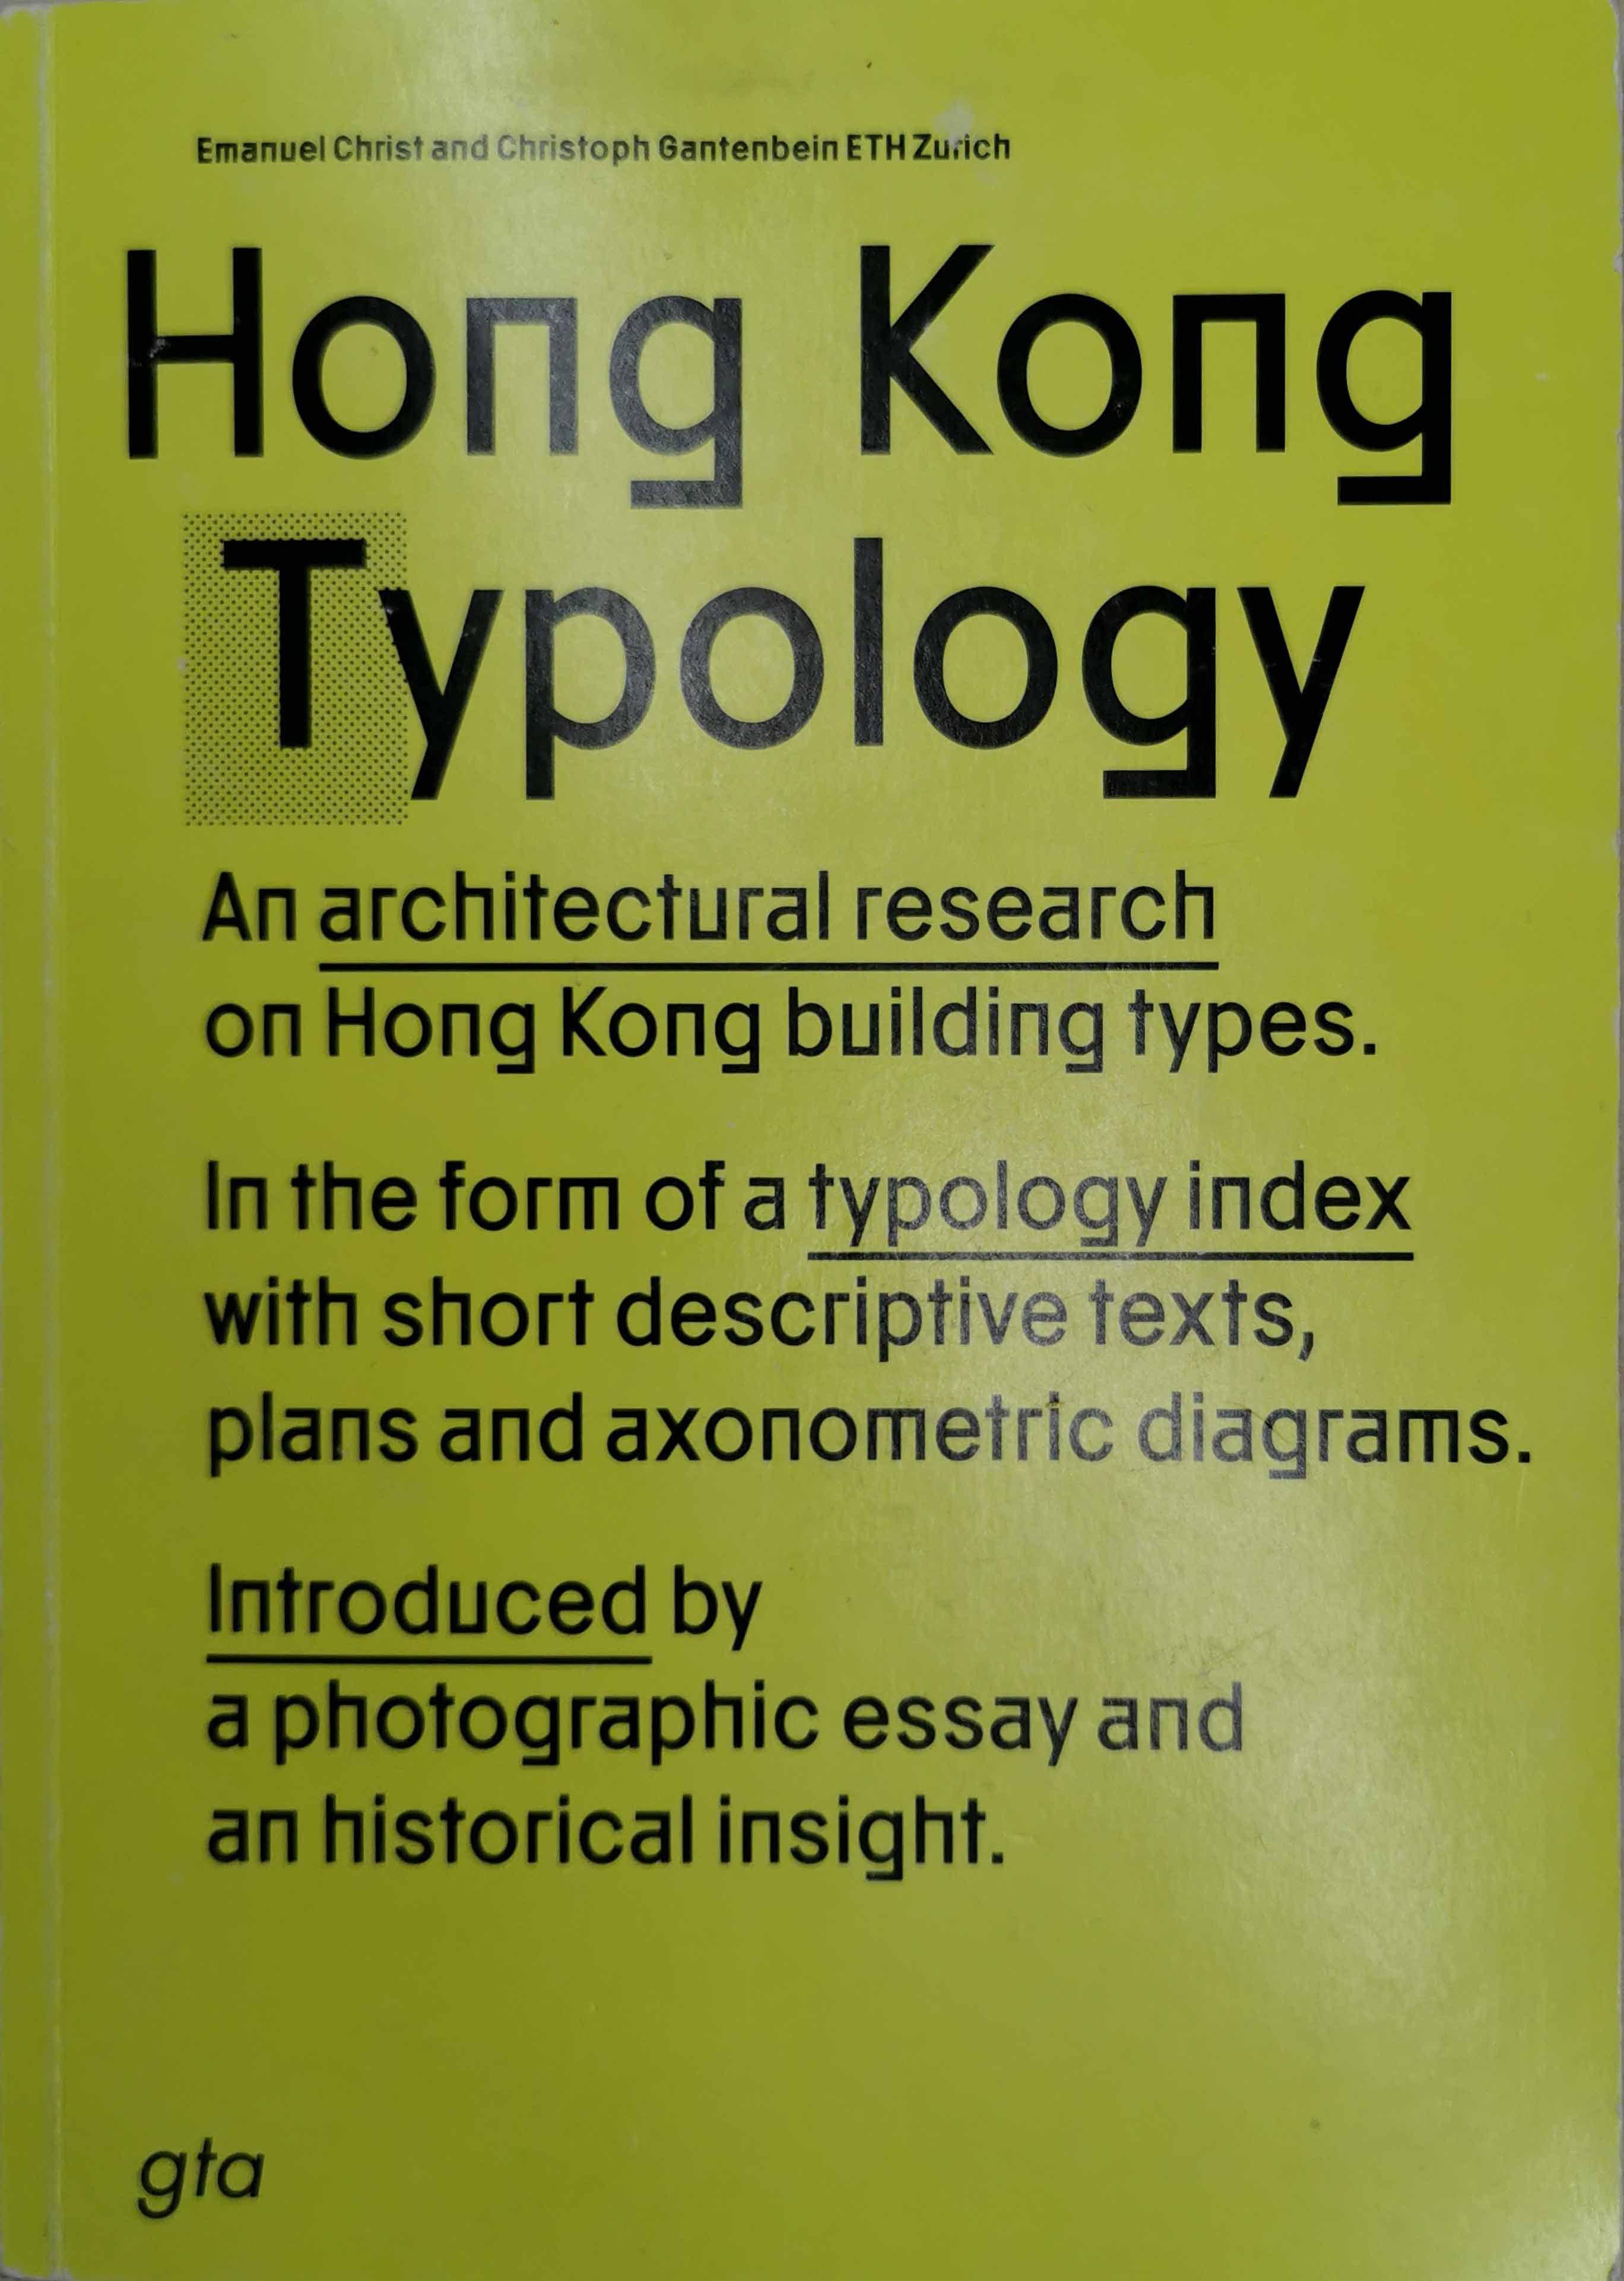 Emanuel Christ and Christoph Gantenbein ETH Zurich
Hong Kong
Typology
An architectural research
on Hong Kong building types.
In the form of a typology index
with short descriptive texts,
plans and axonometric diagrams.
Introduced by
a photographic essay and
an historical insight.
gta